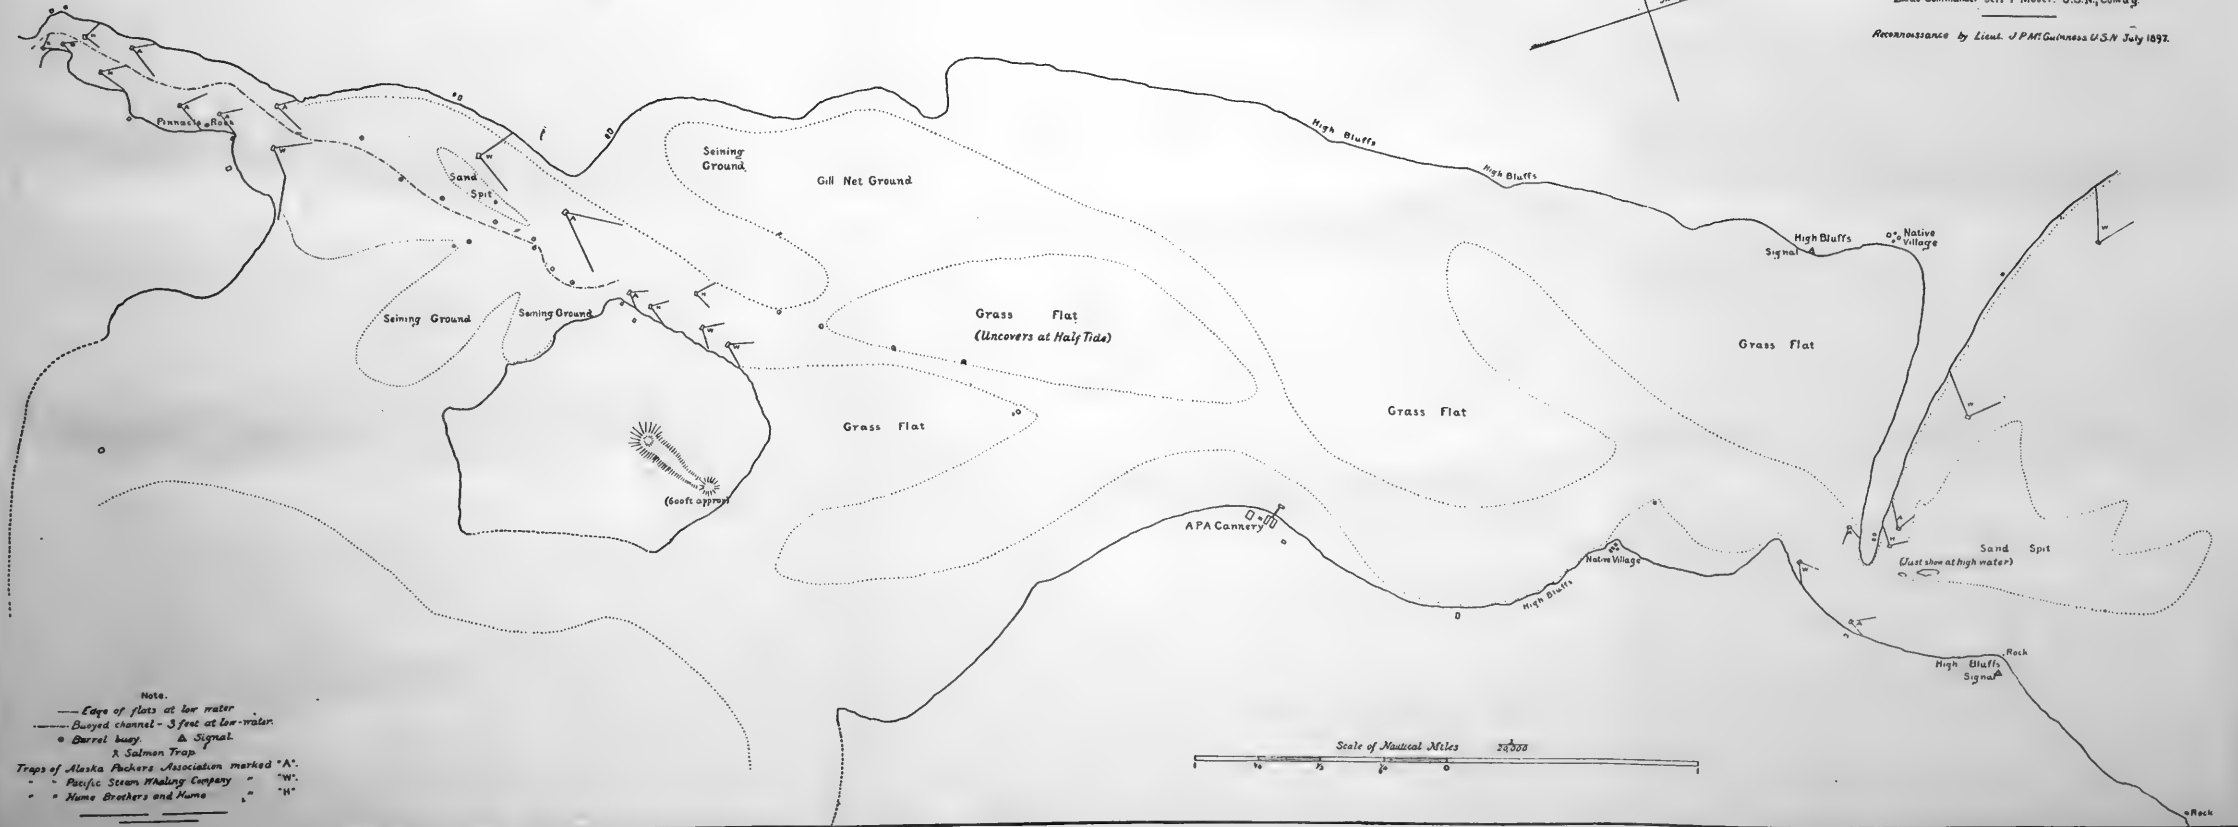 Reconnoissance by Lieut. J P McGuinness U.S.N July 1897.
Pinnacle Rock
Sand
Spit
Seining
Ground
Gill Net Ground
High Bluffs
High Bluffs
High Bluffs
Signal
Native
Village
Seining Ground
Seining Ground
Grass Flat
(Uncovers at Half Tide)
Grass Flat
Grass Flat
Grass Flat
(600ft approx)
A P A Cannery
Native Village
High Bluffs
Sand Spit
(Just show at high water)
Rock
High Bluffs
Signal
Rock
Note.
Edge of flats at low water
Buoyed channel - 3 feet at low-water.
Barrel buoy. Signal.
Salmon Trap
Traps of Alaska Packers Association marked "A".
" " Pacific Steam Whaling Company " "W".
" " Hume Brothers and Hume " "H"
Scale of Nautical Miles 1/20,000